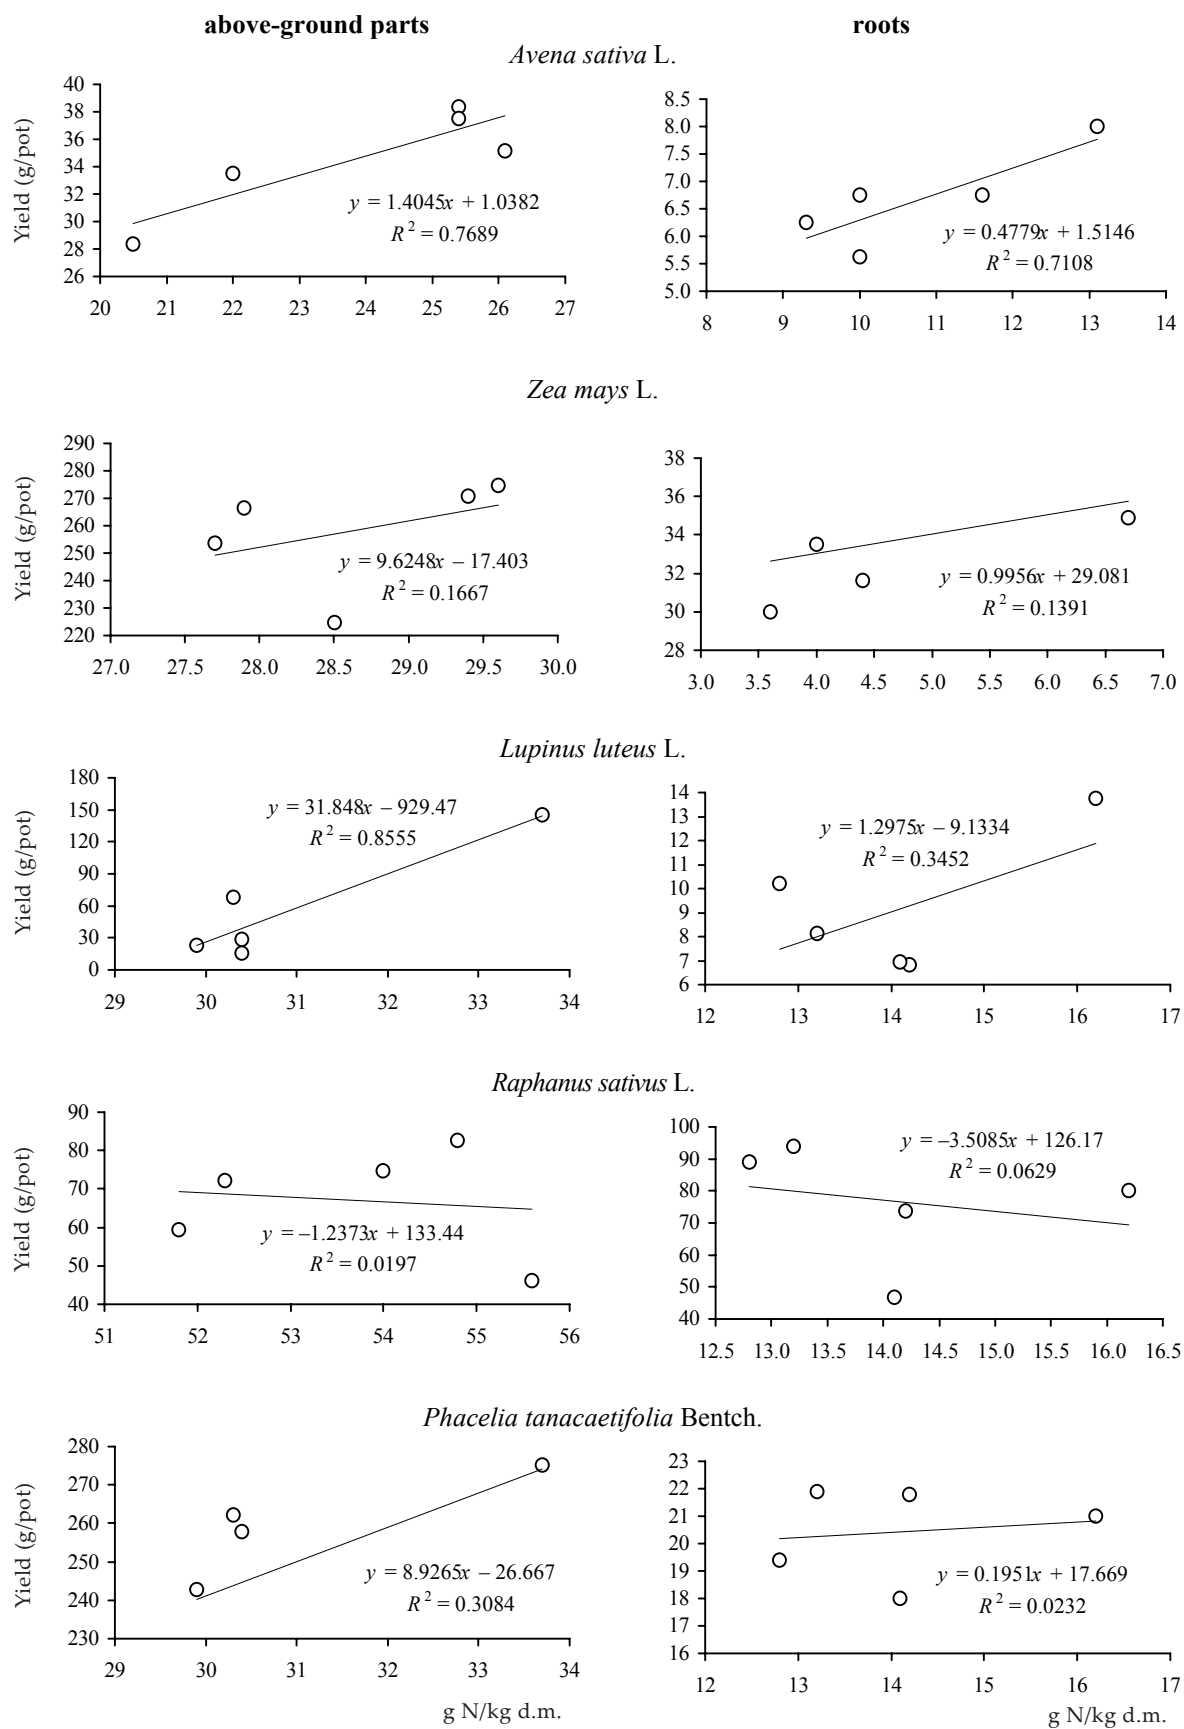 above-ground parts
roots
Avena sativa L.
Yield (g/pot)
40
38
36
34
32
30
28
26
20 21 22 23 24 25 26 27
y = 1.4045x + 1.0382
R² = 0.7689
8.5
8.0
7.5
7.0
6.5
6.0
5.5
5.0
8 9 10 11 12 13 14
y = 0.4779x + 1.5146
R² = 0.7108
Zea mays L.
Yield (g/pot)
290
280
270
260
250
240
230
220
27.0 27.5 28.0 28.5 29.0 29.5 30.0
y = 9.6248x – 17.403
R² = 0.1667
38
36
34
32
30
28
3.0 3.5 4.0 4.5 5.0 5.5 6.0 6.5 7.0
y = 0.9956x + 29.081
R² = 0.1391
Lupinus luteus L.
Yield (g/pot)
180
150
120
90
60
30
0
29 30 31 32 33 34
y = 31.848x – 929.47
R² = 0.8555
14
13
12
11
10
9
8
7
6
12 13 14 15 16 17
y = 1.2975x – 9.1334
R² = 0.3452
Raphanus sativus L.
Yield (g/pot)
90
80
70
60
50
40
51 52 53 54 55 56
y = –1.2373x + 133.44
R² = 0.0197
100
90
80
70
60
50
40
12.5 13.0 13.5 14.0 14.5 15.0 15.5 16.0 16.5
y = –3.5085x + 126.17
R² = 0.0629
Phacelia tanacaetifolia Bentch.
Yield (g/pot)
280
270
260
250
240
230
29 30 31 32 33 34
y = 8.9265x – 26.667
R² = 0.3084
g N/kg d.m.
23
22
21
20
19
18
17
16
12 13 14 15 16 17
y = 0.1951x + 17.669
R² = 0.0232
g N/kg d.m.